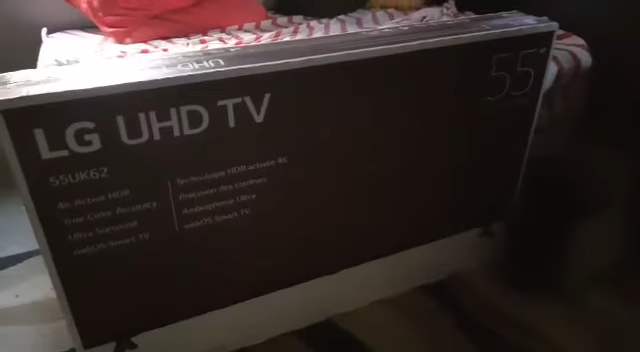 UHD
LG UHD TV
55"
55UK62
4K Active HDR
True Color Accuracy
Ultra Surround
webOS Smart TV
Technologie HDR activée 4K
Précision des couleurs
Ambiophonie Ultra
webOS Smart TV